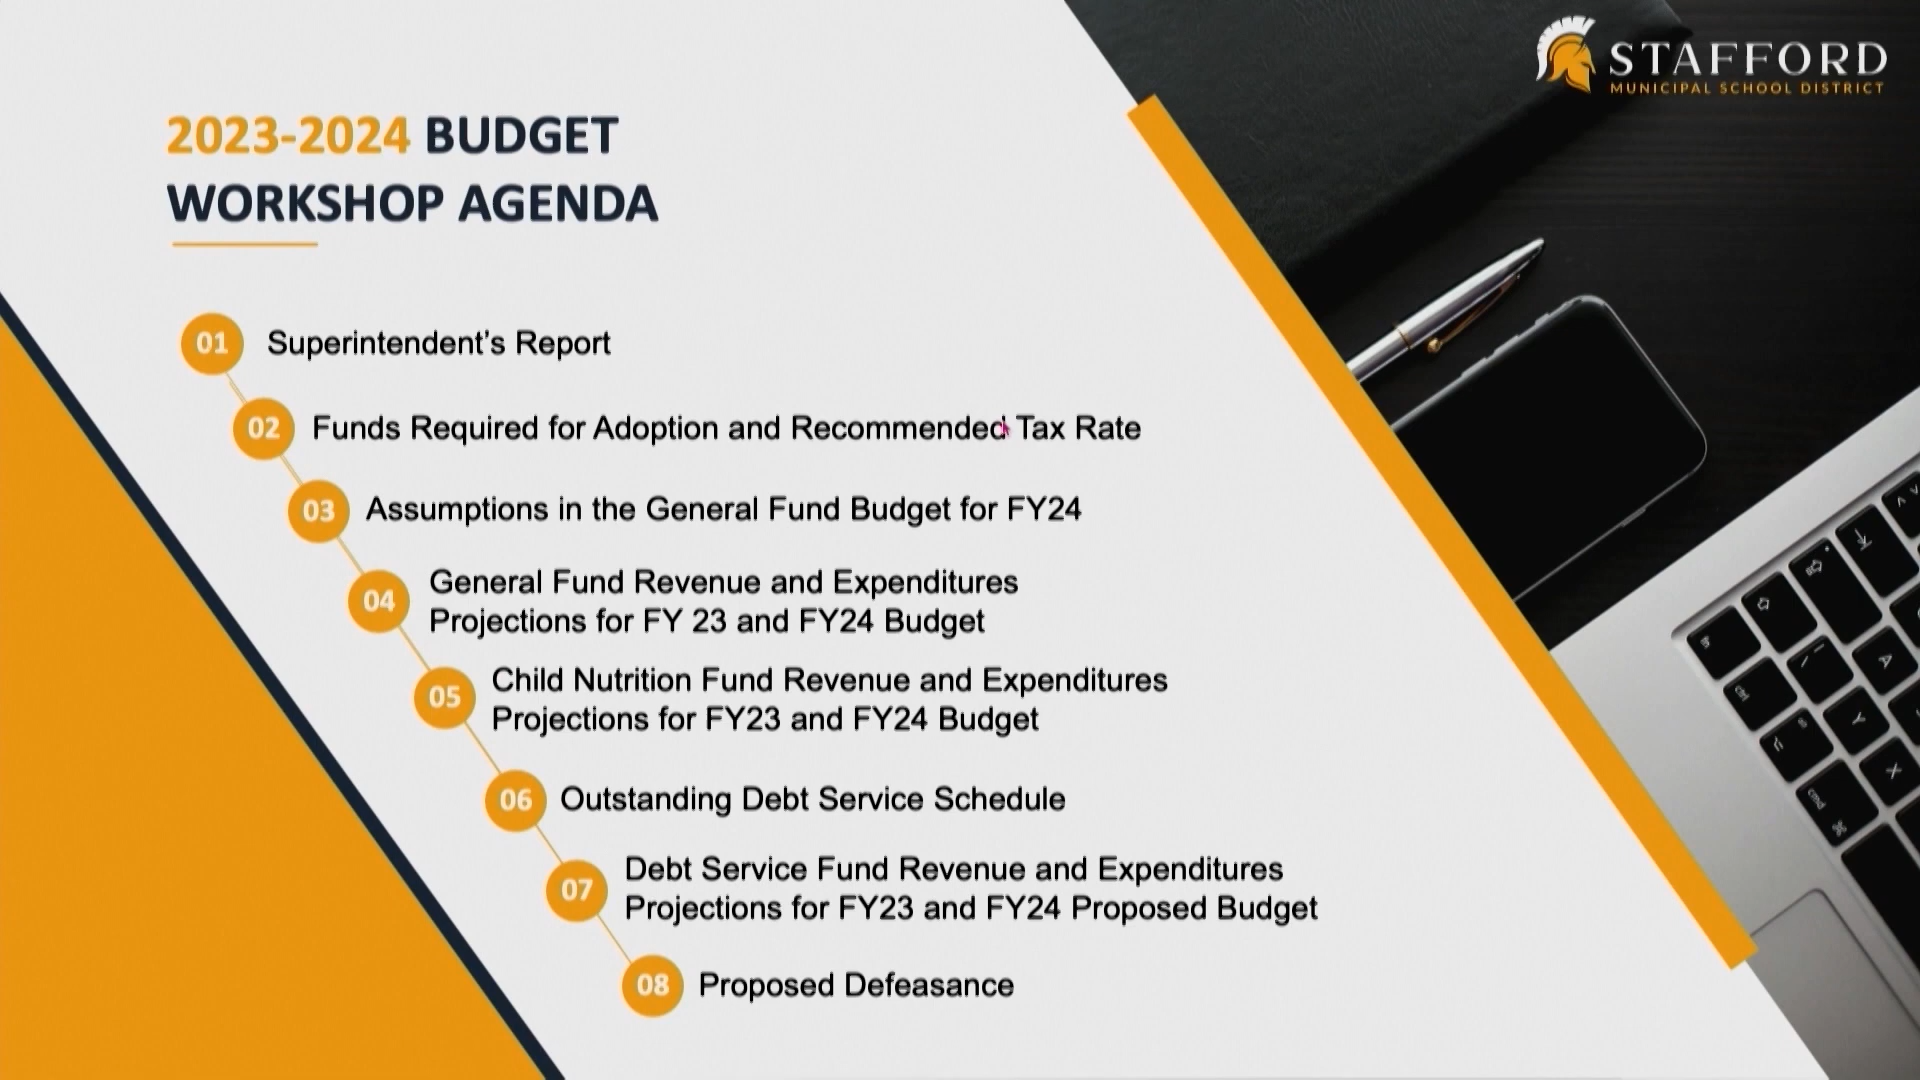 STAFFORD
MUNICIPAL SCHOOL DISTRICT
2023-2024 BUDGET
WORKSHOP AGENDA
01 Superintendent's Report
02 Funds Required for Adoption and Recommended Tax Rate
03 Assumptions in the General Fund Budget for FY24
04 General Fund Revenue and Expenditures
Projections for FY 23 and FY24 Budget
05 Child Nutrition Fund Revenue and Expenditures
Projections for FY23 and FY24 Budget
06 Outstanding Debt Service Schedule
07 Debt Service Fund Revenue and Expenditures
Projections for FY23 and FY24 Proposed Budget
08 Proposed Defeasance
ctrl
A
Y
X
cmd